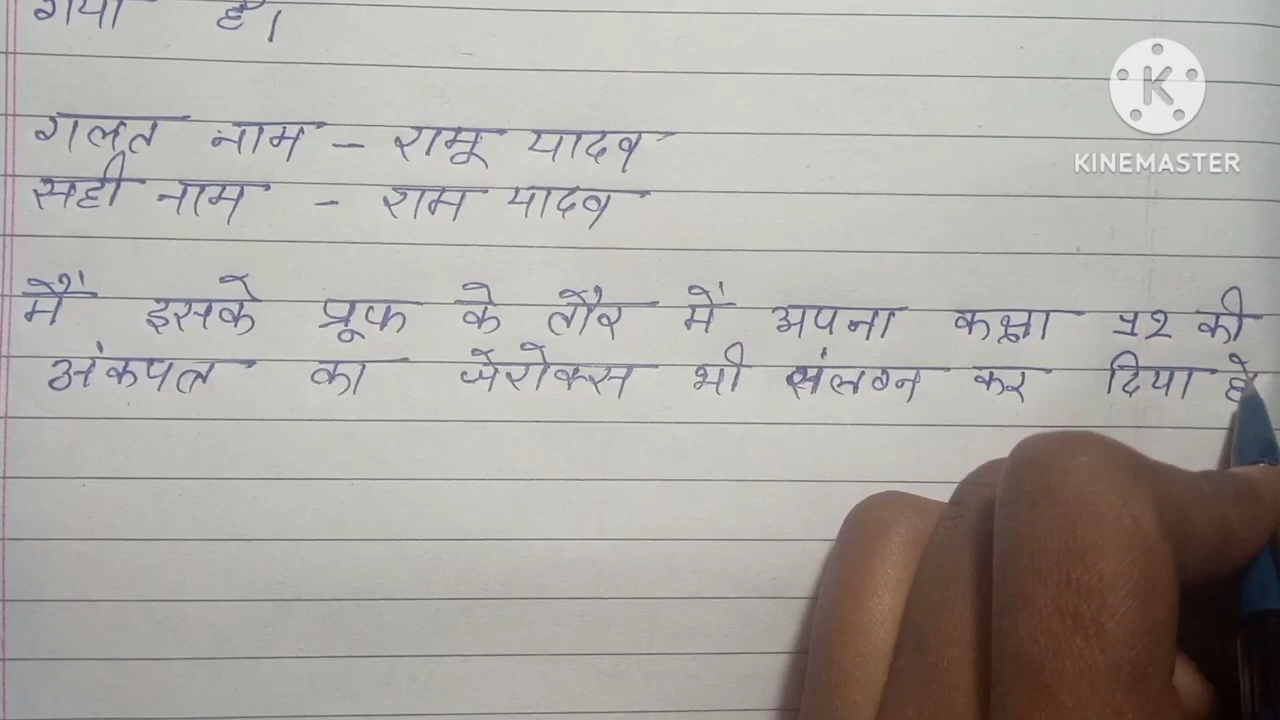 गया है।
K
KINEMASTER
गलत नाम - रामू यादव
सही नाम - राम यादव
मैं इसके प्रूफ के तौर में अपना कक्षा 12 की
अंकपत्र का जेरोक्स भी संलग्न कर दिया है